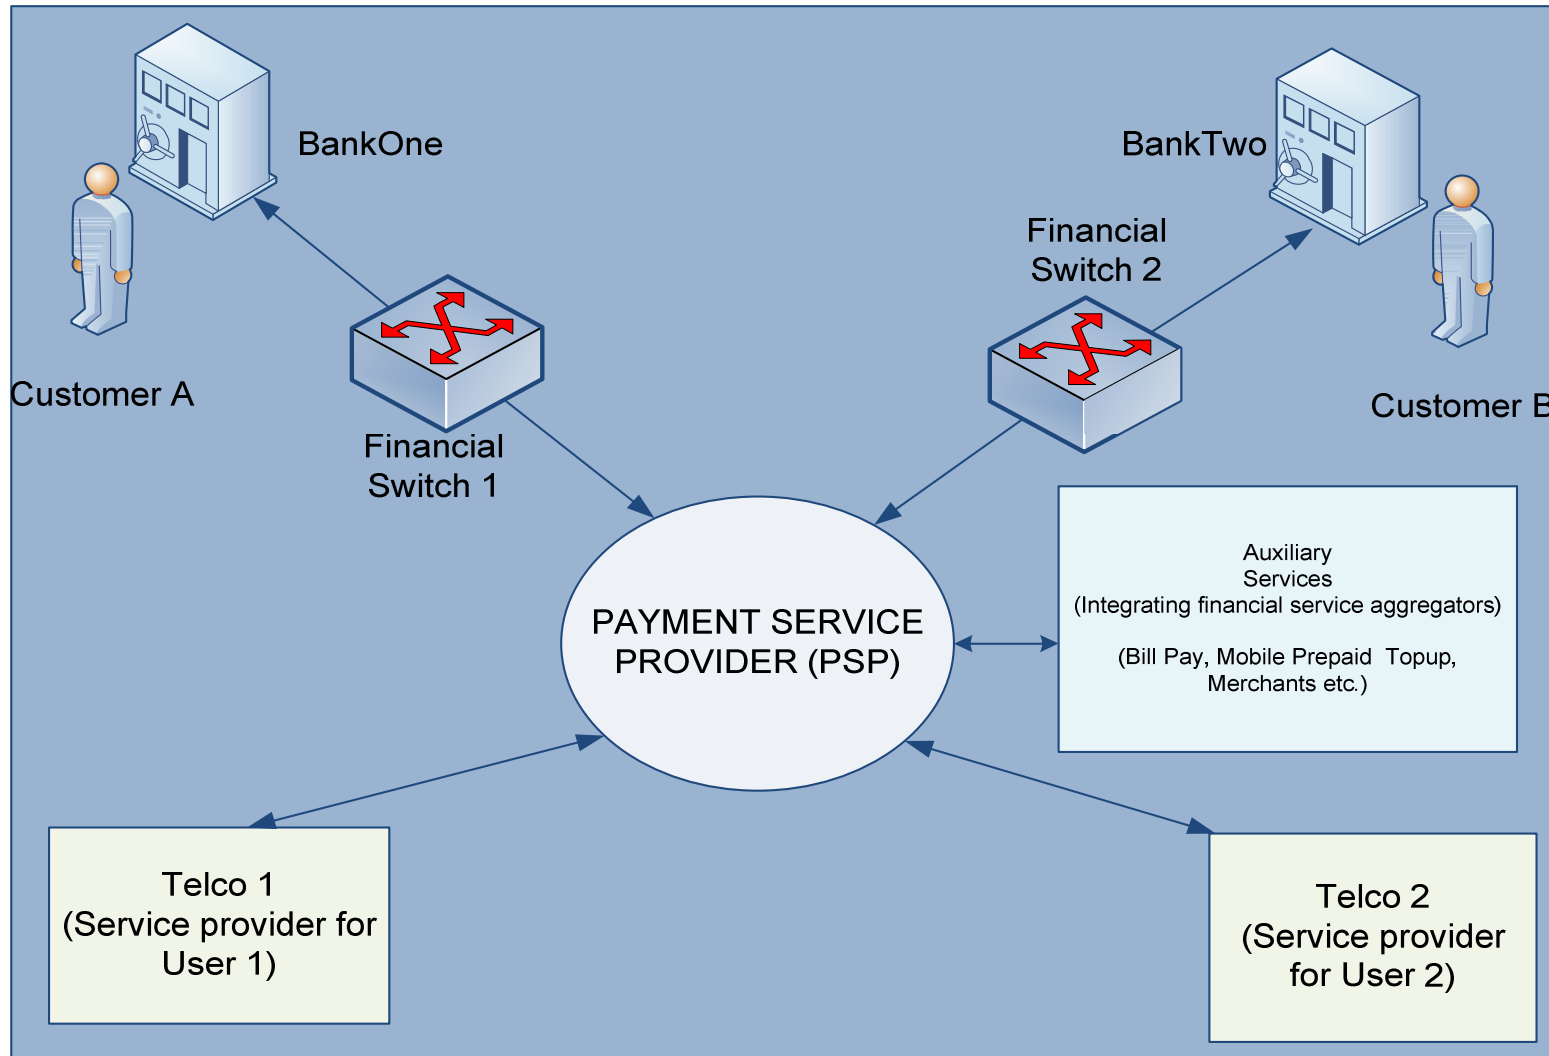 BankOne
BankTwo
Financial
Switch 2
Customer A
Customer B
Financial
Switch 1
Auxiliary
Services
(Integrating financial service aggregators)
(Bill Pay, Mobile Prepaid  Topup,
Merchants etc.)
PAYMENT SERVICE
PROVIDER (PSP)
Telco 1
(Service provider for
User 1)
Telco 2
(Service provider
for User 2)